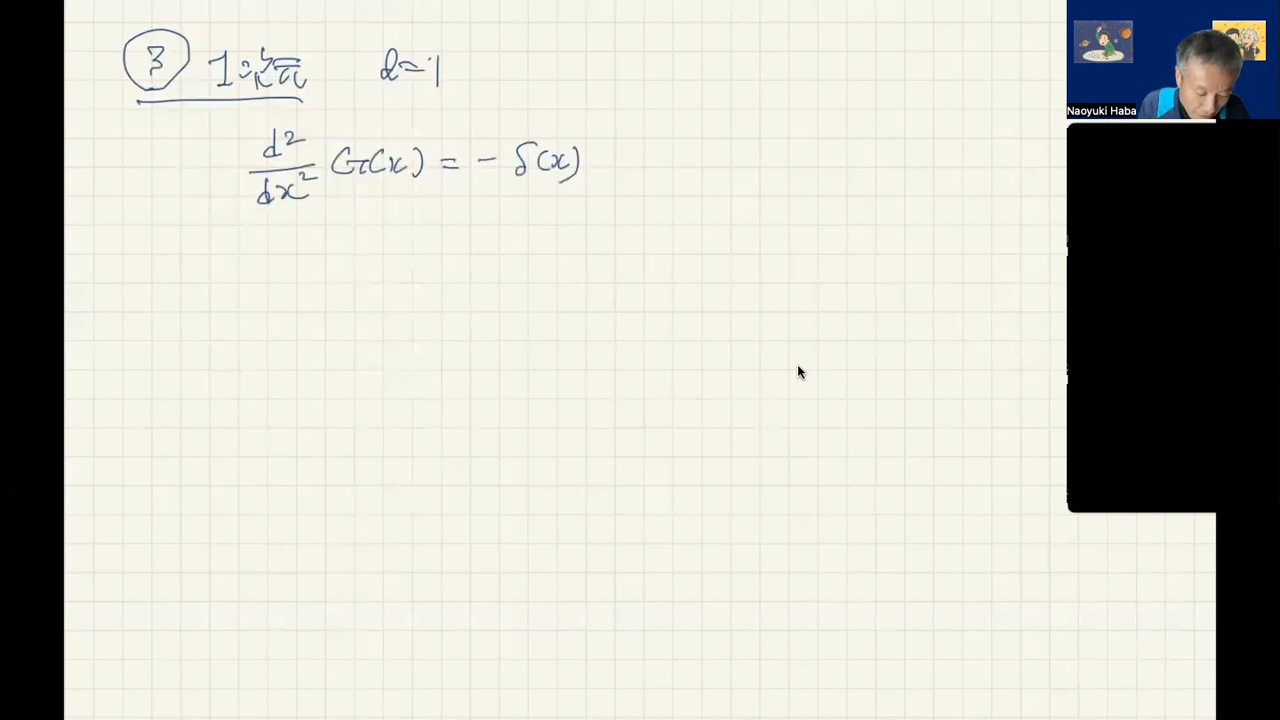 ③ 1次元 d=1
d²/dx² G(x) = - δ(x)
Naoyuki Haba